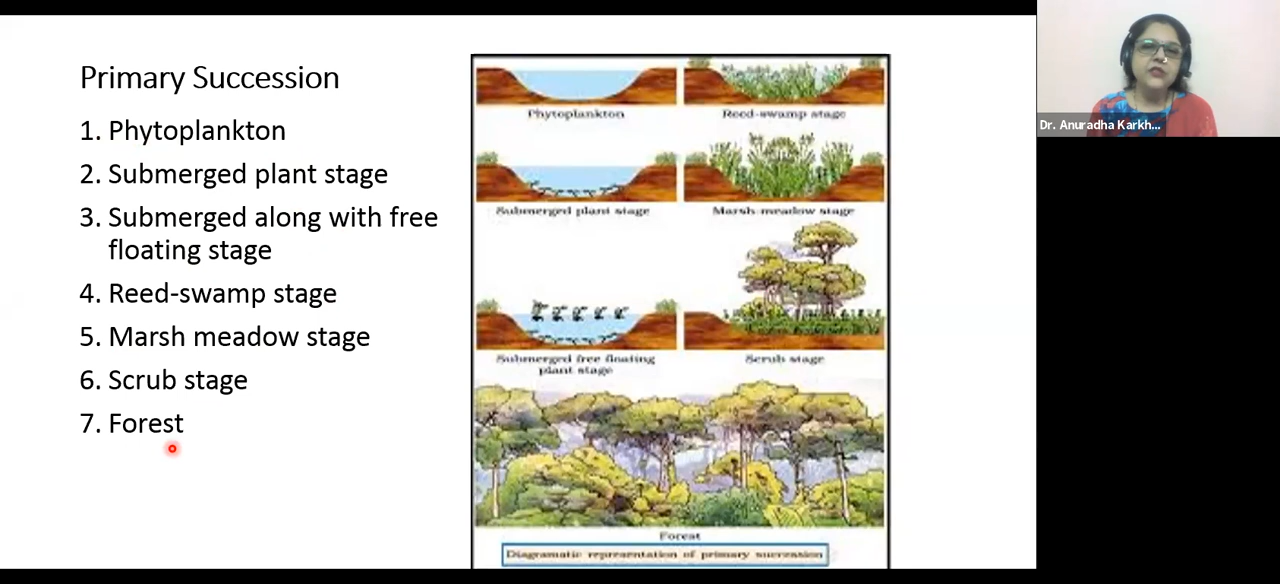 Primary Succession
1. Phytoplankton
2. Submerged plant stage
3. Submerged along with free
floating stage
4. Reed-swamp stage
5. Marsh meadow stage
6. Scrub stage
7. Forest
Phytoplankton
Reed-swamp stage
Submerged plant stage
Marsh-meadow stage
Submerged free floating
plant stage
Scrub stage
Forest
Diagramatic representation of primary succession
Dr. Anuradha Karkh...